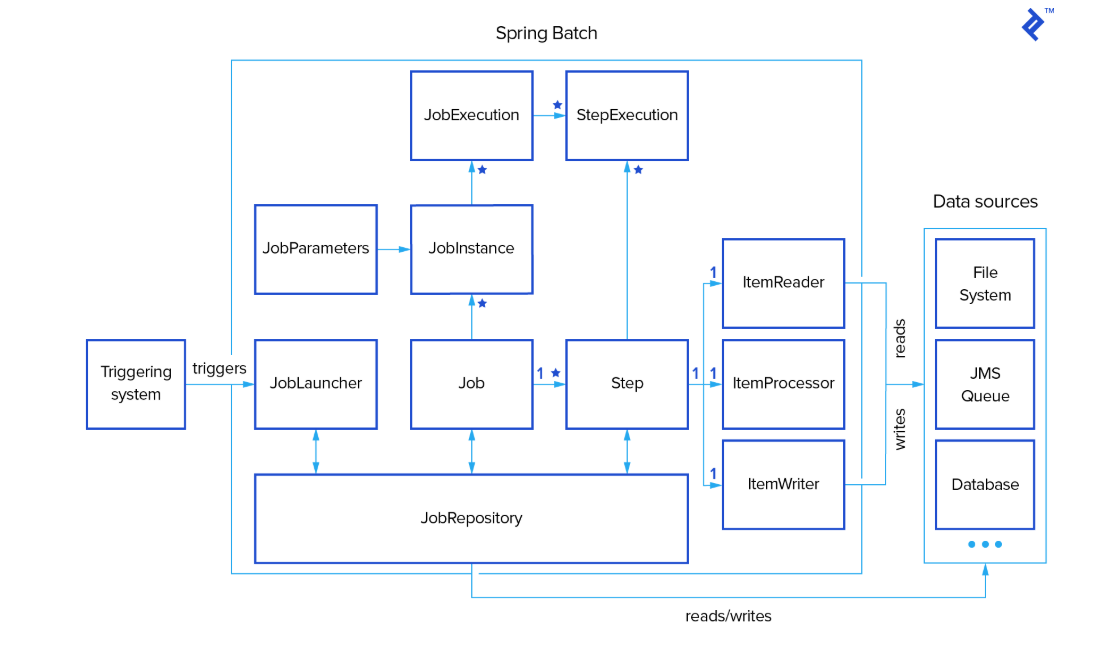 Spring Batch
TM
JobExecution
★
StepExecution
★
★
Data sources
JobParameters
JobInstance
★
1
ItemReader
File
System
reads
Triggering
system
triggers
JobLauncher
Job
1 ★
Step
1
1
ItemProcessor
JMS
Queue
writes
1
ItemWriter
Database
JobRepository
reads/writes